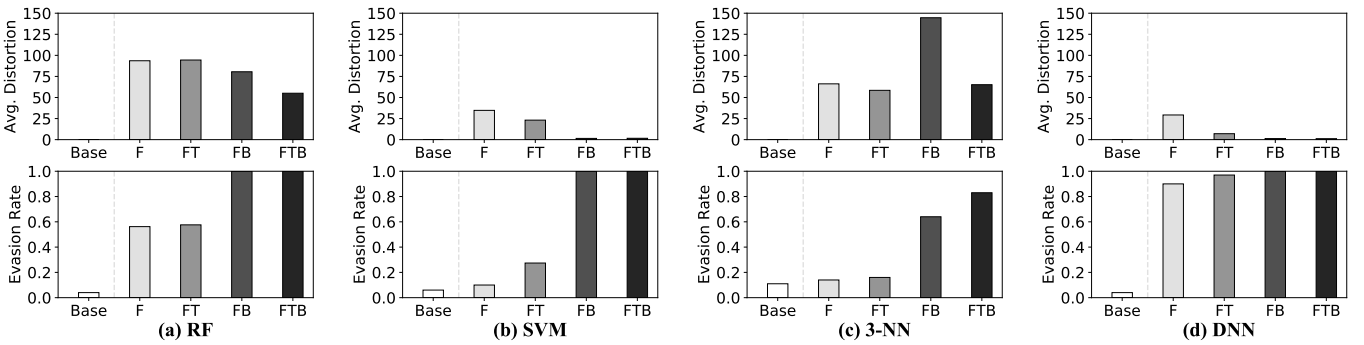 Avg. Distortion
150
125
100
75
50
25
0
Base F FT FB FTB
Evasion Rate
1.0
0.8
0.6
0.4
0.2
0.0
Base F FT FB FTB
(a) RF
Avg. Distortion
150
125
100
75
50
25
0
Base F FT FB FTB
Evasion Rate
1.0
0.8
0.6
0.4
0.2
0.0
Base F FT FB FTB
(b) SVM
Avg. Distortion
150
125
100
75
50
25
0
Base F FT FB FTB
Evasion Rate
1.0
0.8
0.6
0.4
0.2
0.0
Base F FT FB FTB
(c) 3-NN
Avg. Distortion
150
125
100
75
50
25
0
Base F FT FB FTB
Evasion Rate
1.0
0.8
0.6
0.4
0.2
0.0
Base F FT FB FTB
(d) DNN